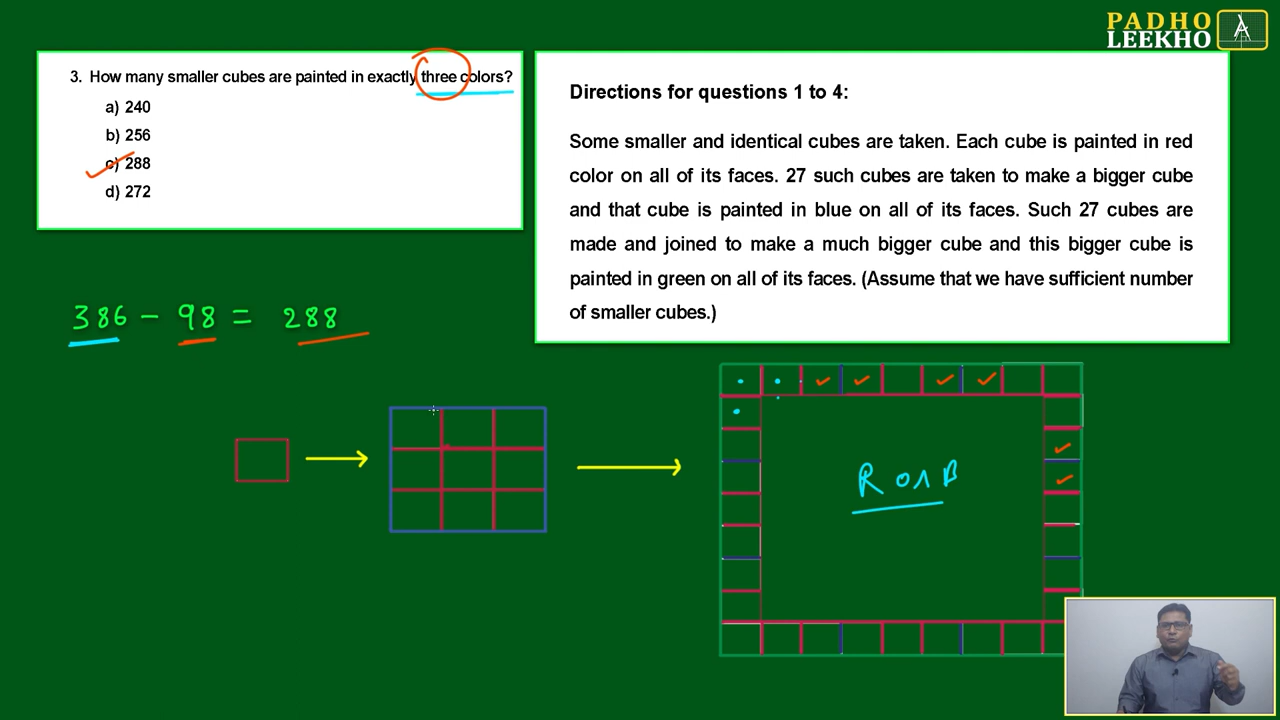 PADHO
LEEKHO
3. How many smaller cubes are painted in exactly three colors?
a) 240
b) 256
c) 288
d) 272
Directions for questions 1 to 4:
Some smaller and identical cubes are taken. Each cube is painted in red
color on all of its faces. 27 such cubes are taken to make a bigger cube
and that cube is painted in blue on all of its faces. Such 27 cubes are
made and joined to make a much bigger cube and this bigger cube is
painted in green on all of its faces. (Assume that we have sufficient number
of smaller cubes.)
386 - 98 = 288
R or B